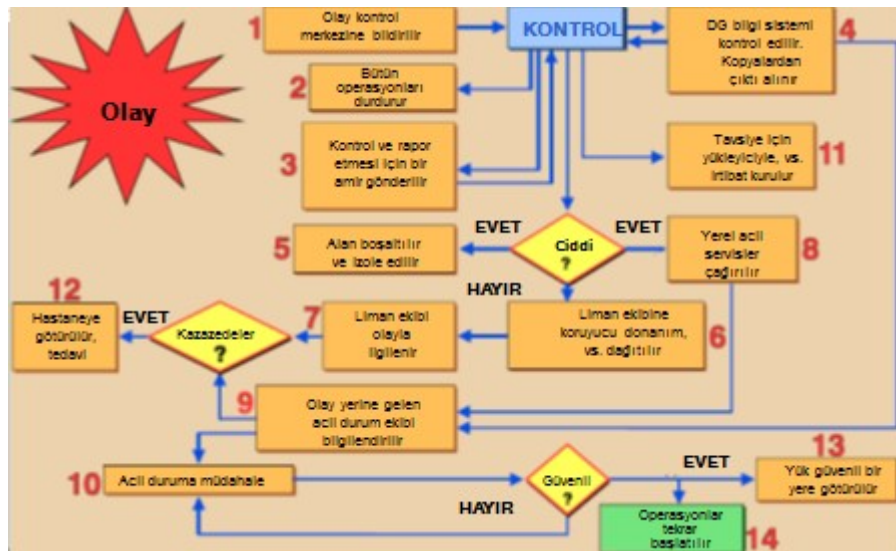 Olay
1
Olay kontrol
merkezine bildirilir
KONTROL
DG bilgi sistemi
kontrol edilir.
Kopyalardan
çıktı alınır
4
2
Bütün
operasyonları
durdurur
3
Kontrol ve rapor
etmesi için bir
amir gönderilir
Tavsiye için
yükleyiciyle, vs.
irtibat kurulur
11
5
Alan boşaltılır
ve izole edilir
EVET
Ciddi
?
EVET
Yerel acil
servisler
çağırılır
8
HAYIR
12
Hastaneye
götürülür,
tedavi
EVET
Kazazedeler
?
7
Liman ekibi
olayla
ilgilenir
Liman ekibine
koruyucu donanım,
vs. dağıtılır
6
9
Olay yerine gelen
acil durum ekibi
bilgilendirilir
10
Acil duruma müdahale
HAYIR
Güvenli
?
EVET
13
Yük güvenli bir
yere götürülür
Operasyonlar
tekrar
başlatılır
14